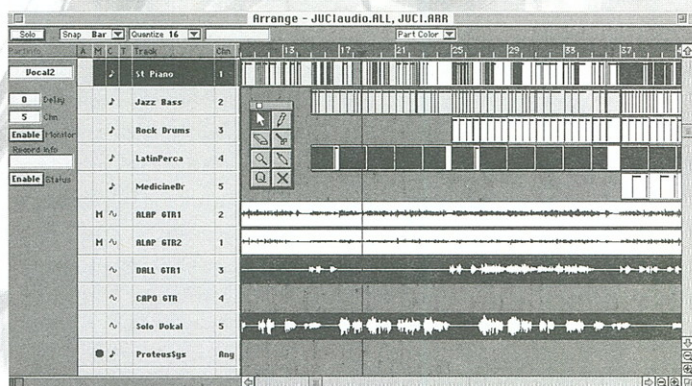 Arrange - JUC1audio.ALL, JUC1.ARR
Solo Snap Bar Quantize 16 Part Color
PartInfo A M C T Track Chn 13 17 21 25 29 33 37
Vocal2
0 Delay
5 Chn.
Enable Monitor
Record Info
Enable Status
St Piano 1
Jazz Bass 2
Rock Drums 3
LatinPerca 4
MedicineDr 5
M ALAP GTR1 2
M ALAP GTR2 1
DALL GTR1 3
CAPO GTR 4
Solo Vokal 5
ProteusSys Any
Q